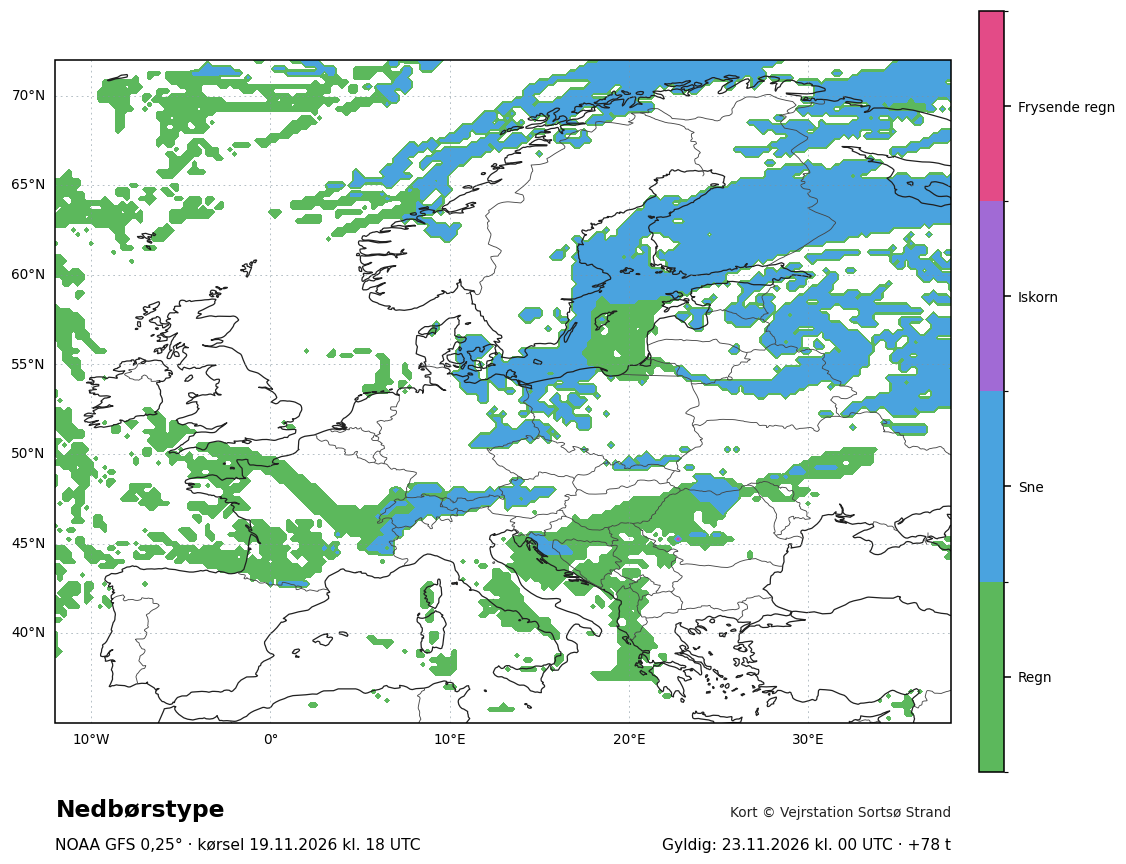 70°N
65°N
60°N
55°N
50°N
45°N
40°N
10°W
0°
10°E
20°E
30°E
Frysende regn
Iskorn
Sne
Regn
Nedbørstype
Kort © Vejrstation Sortsø Strand
NOAA GFS 0,25° · kørsel 19.11.2026 kl. 18 UTC
Gyldig: 23.11.2026 kl. 00 UTC · +78 t